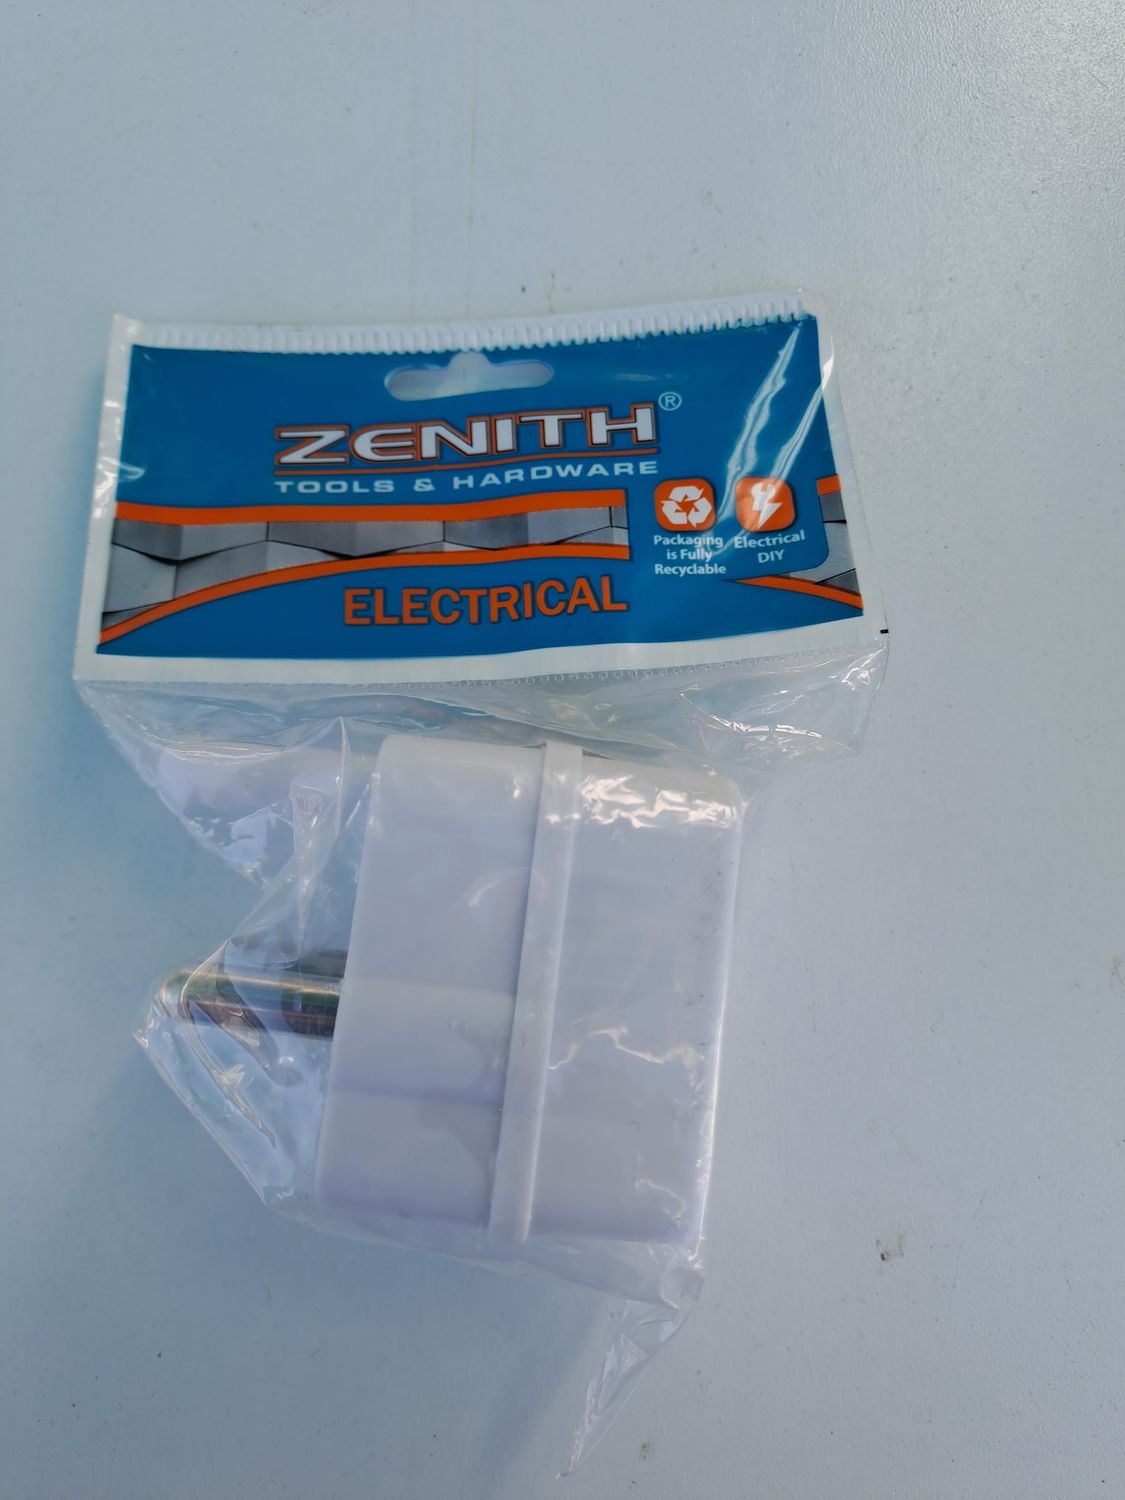 ZENITH®
TOOLS & HARDWARE
Packaging
is Fully
Recyclable
Electrical
DIY
ELECTRICAL